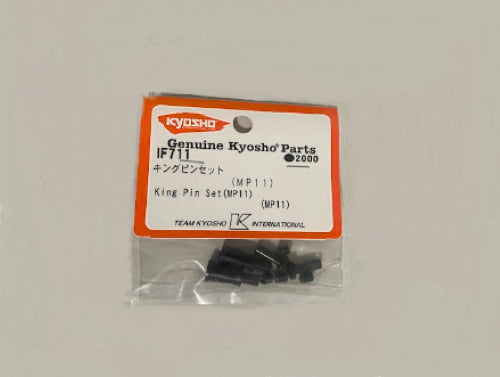 KYOSHO
Genuine Kyosho® Parts
IF711
●2000
キングピンセット
(MP11)
King Pin Set(MP11)
(MP11)
TEAM KYOSHO K INTERNATIONAL